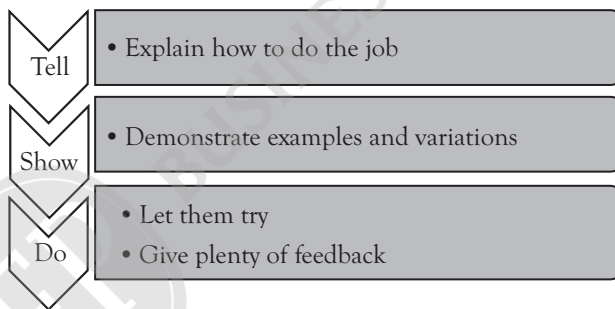 Tell
• Explain how to do the job
Show
• Demonstrate examples and variations
Do
• Let them try
• Give plenty of feedback